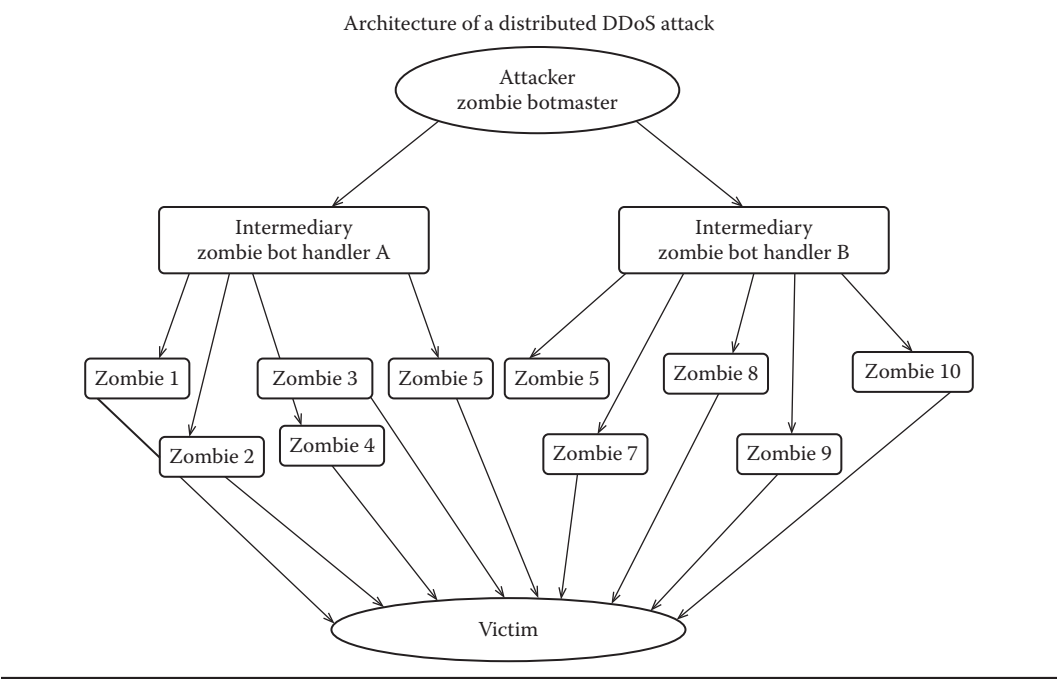 Architecture of a distributed DDoS attack
Attacker
zombie botmaster
Intermediary
zombie bot handler A
Intermediary
zombie bot handler B
Zombie 1
Zombie 3
Zombie 5
Zombie 5
Zombie 8
Zombie 10
Zombie 2
Zombie 4
Zombie 7
Zombie 9
Victim